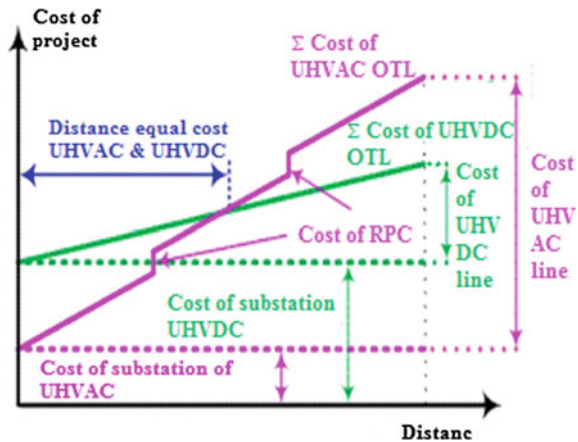 Cost of
project
Σ Cost of
UHVAC OTL
Distance equal cost
UHVAC & UHVDC
Σ Cost of UHVDC
OTL
Cost
of
UHV
DC
line
Cost
of
UHV
AC
line
Cost of RPC
Cost of substation
UHVDC
Cost of substation of
UHVAC
Distanc